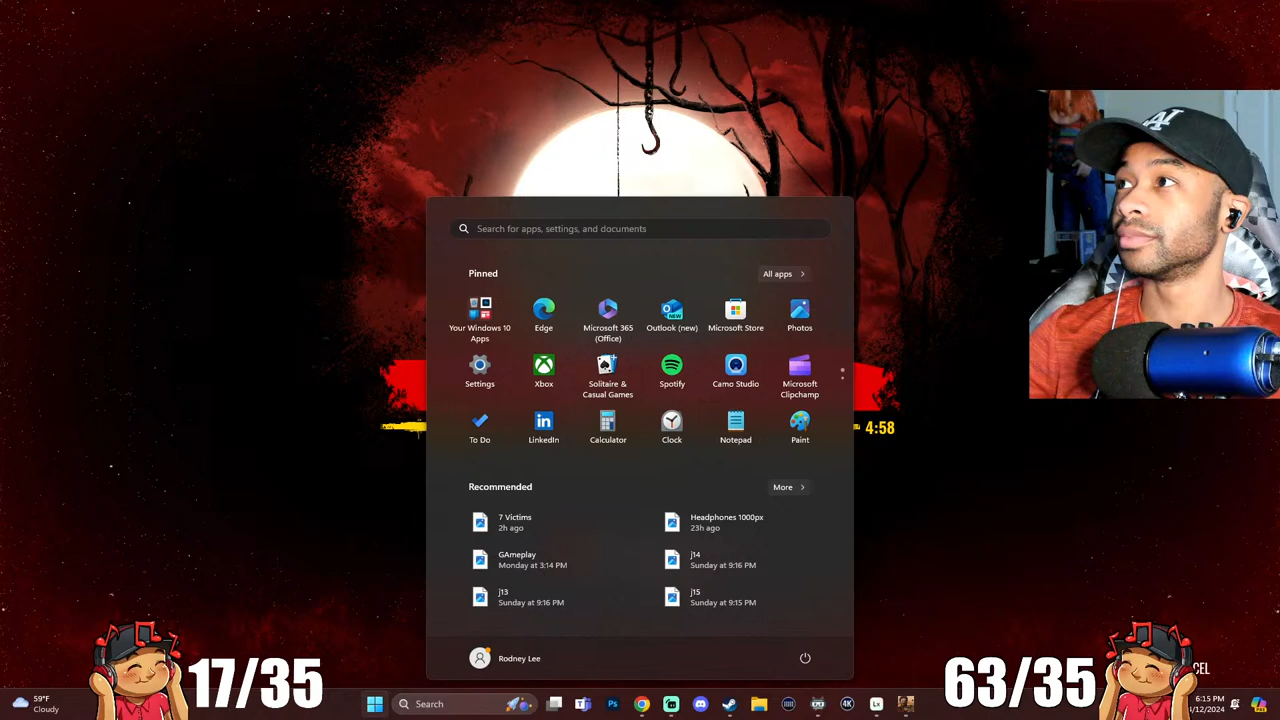 Search for apps, settings, and documents
Pinned
All apps
Your Windows 10
Apps
Edge
Microsoft 365
(Office)
Outlook (new)
Microsoft Store
Photos
Settings
Xbox
Solitaire &
Casual Games
Spotify
Camo Studio
Microsoft
Clipchamp
To Do
LinkedIn
Calculator
Clock
Notepad
Paint
4:58
Recommended
More
7 Victims
2h ago
Headphones 1000px
23h ago
GAmeplay
Monday at 3:14 PM
j14
Sunday at 9:16 PM
j13
Sunday at 9:16 PM
j15
Sunday at 9:15 PM
Rodney Lee
17/35
63/35
CEL
59°F
Cloudy
Search
6:15 PM
1/12/2024